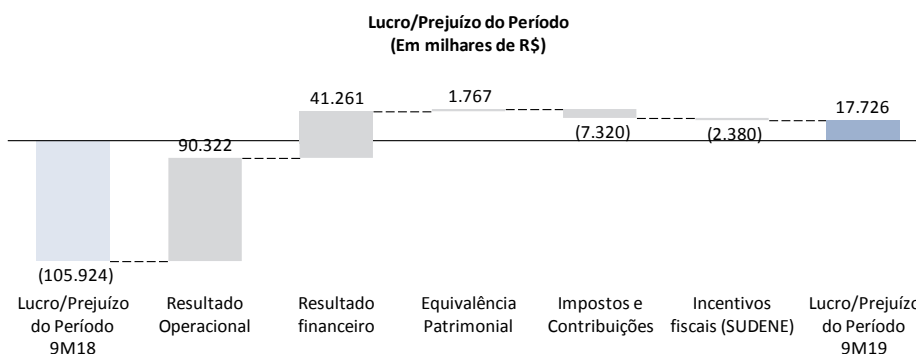 Lucro/Prejuízo do Período
(Em milhares de R$)
41.261
1.767
17.726
90.322
(7.320)
(2.380)
(105.924)
Lucro/Prejuízo
do Período
9M18
Resultado
Operacional
Resultado
financeiro
Equivalência
Patrimonial
Impostos e
Contribuições
Incentivos
fiscais (SUDENE)
Lucro/Prejuízo
do Período
9M19